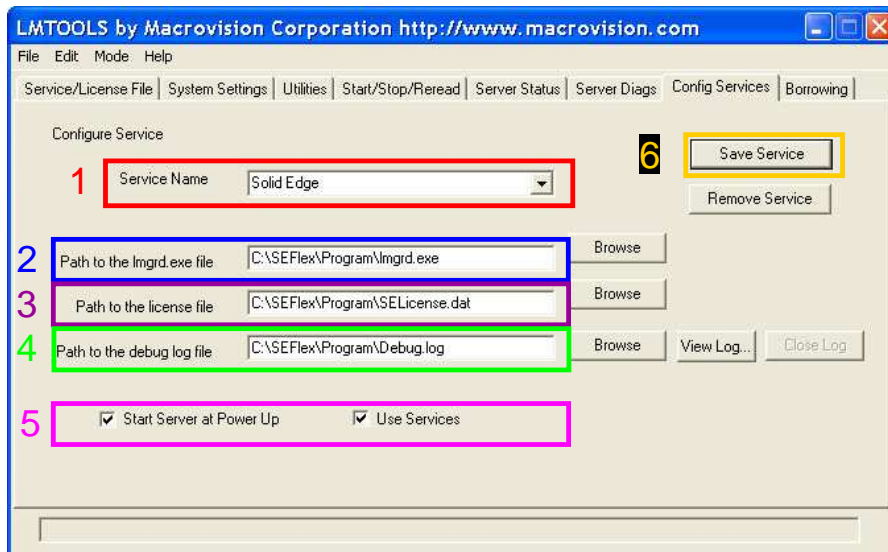 LMTOOLS by Macrovision Corporation http://www.macrovision.com
File Edit Mode Help
Service/License File System Settings Utilities Start/Stop/Reread Server Status Server Diags Config Services Borrowing
Configure Service
6 Save Service
1 Service Name Solid Edge
Remove Service
2 Path to the lmgrd.exe file C:\SEFlex\Program\lmgrd.exe Browse
3 Path to the license file C:\SEFlex\Program\SELicense.dat Browse
4 Path to the debug log file C:\SEFlex\Program\Debug.log Browse View Log... Close Log
5 Start Server at Power Up Use Services